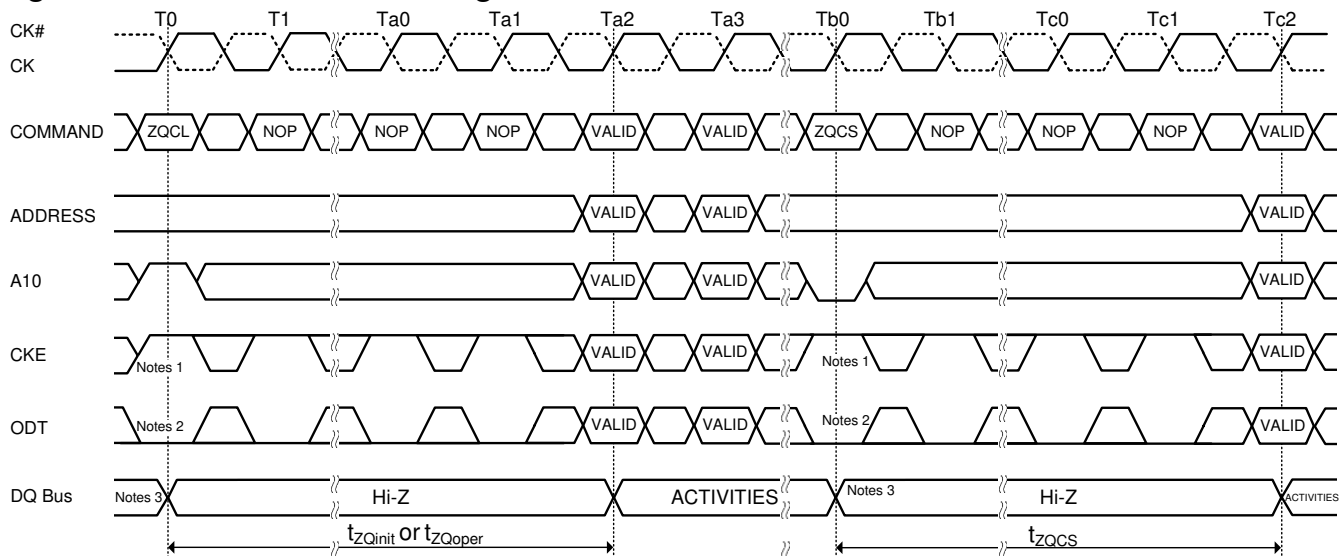 T0 T1 Ta0 Ta1 Ta2 Ta3 Tb0 Tb1 Tc0 Tc1 Tc2
CK#
CK
COMMAND ZQCL NOP NOP NOP VALID VALID ZQCS NOP NOP NOP VALID
ADDRESS VALID VALID VALID
A10 VALID VALID VALID
CKE Notes 1 VALID VALID Notes 1 VALID
ODT Notes 2 VALID VALID Notes 2 VALID
DQ Bus Notes 3 Hi-Z ACTIVITIES Notes 3 Hi-Z ACTIVITIES
tZQinit or tZQoper tZQCS